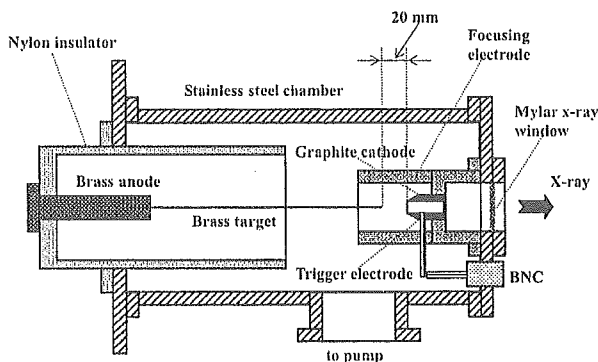 20 mm
Focusing
electrode
Nylon insulator
Stainless steel chamber
Mylar x-ray
window
Graphite cathode
X-ray
Brass anode
Brass target
Trigger electrode
BNC
to pump